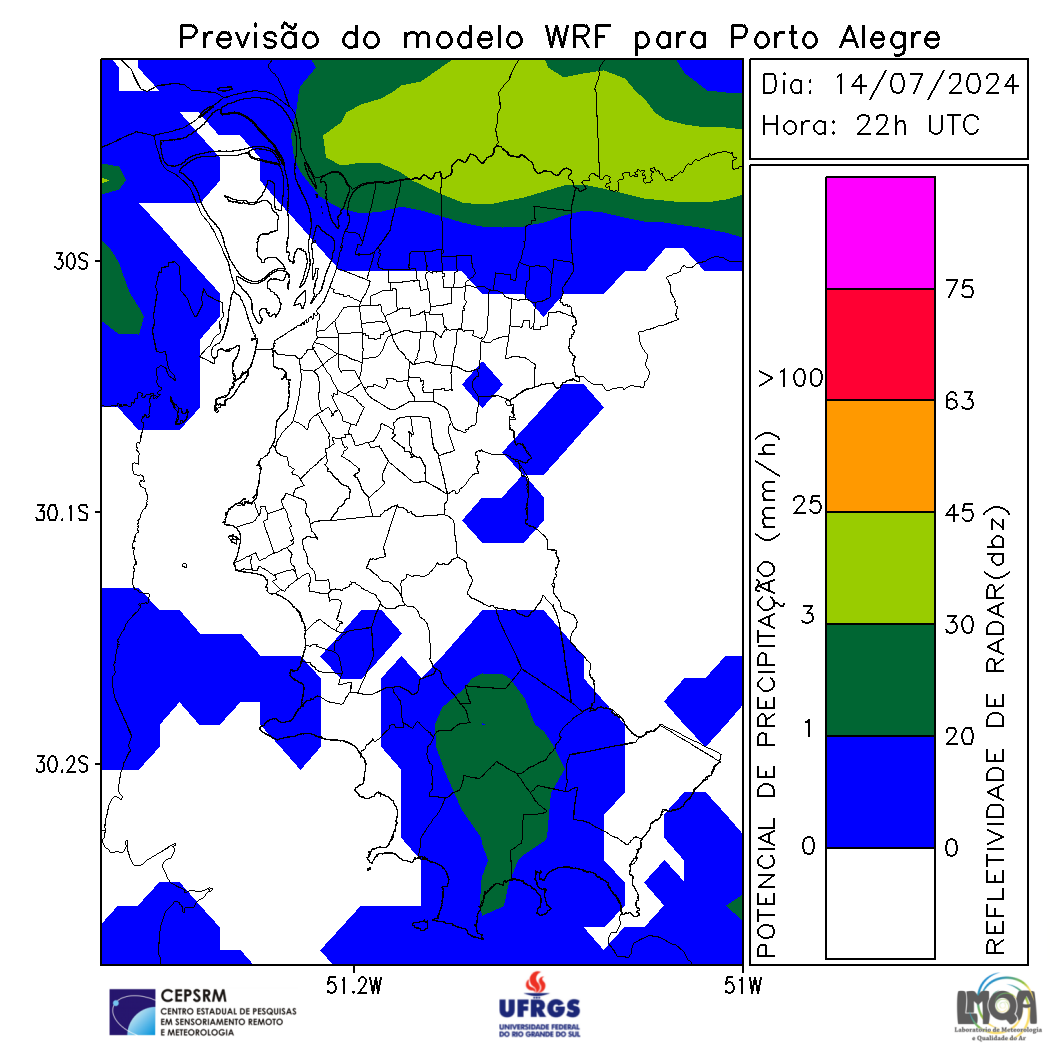 Previsão do modelo WRF para Porto Alegre
Dia: 14/07/2024
Hora: 22h UTC
30S
30.1S
30.2S
51.2W
51W
POTENCIAL DE PRECIPITAÇÃO (mm/h)
>100
25
3
1
0
75
63
45
30
20
0
REFLETIVIDADE DE RADAR(dbz)
CEPSRM
CENTRO ESTADUAL DE PESQUISAS
EM SENSORIAMENTO REMOTO
E METEOROLOGIA
UFRGS
UNIVERSIDADE FEDERAL
DO RIO GRANDE DO SUL
LMQA
Laboratório de Meteorologia
e Qualidade do Ar